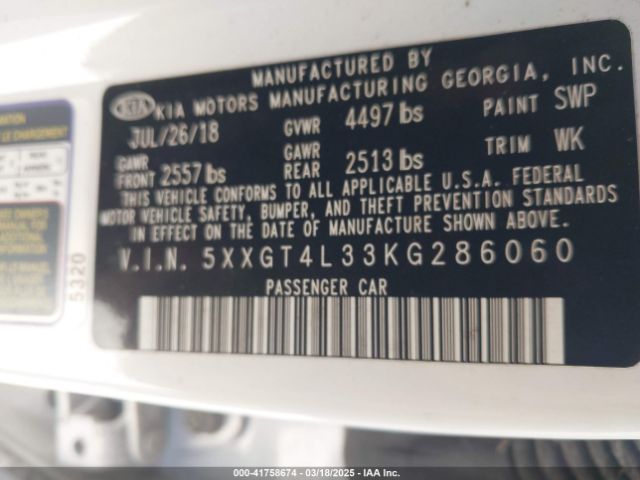 MANUFACTURED BY
KIA KIA MOTORS MANUFACTURING GEORGIA, INC.
JUL/26/18 GVWR 4497 lbs PAINT SWP
GAWR FRONT 2557 lbs GAWR REAR 2513 lbs TRIM WK
THIS VEHICLE CONFORMS TO ALL APPLICABLE U.S.A. FEDERAL
MOTOR VEHICLE SAFETY, BUMPER, AND THEFT PREVENTION STANDARDS
IN EFFECT ON THE DATE OF MANUFACTURE SHOWN ABOVE.
V.I.N. 5XXGT4L33KG286060
PASSENGER CAR
5320
LE CHARGEMENT
000-41758674 — 03/18/2025 — IAA Inc.